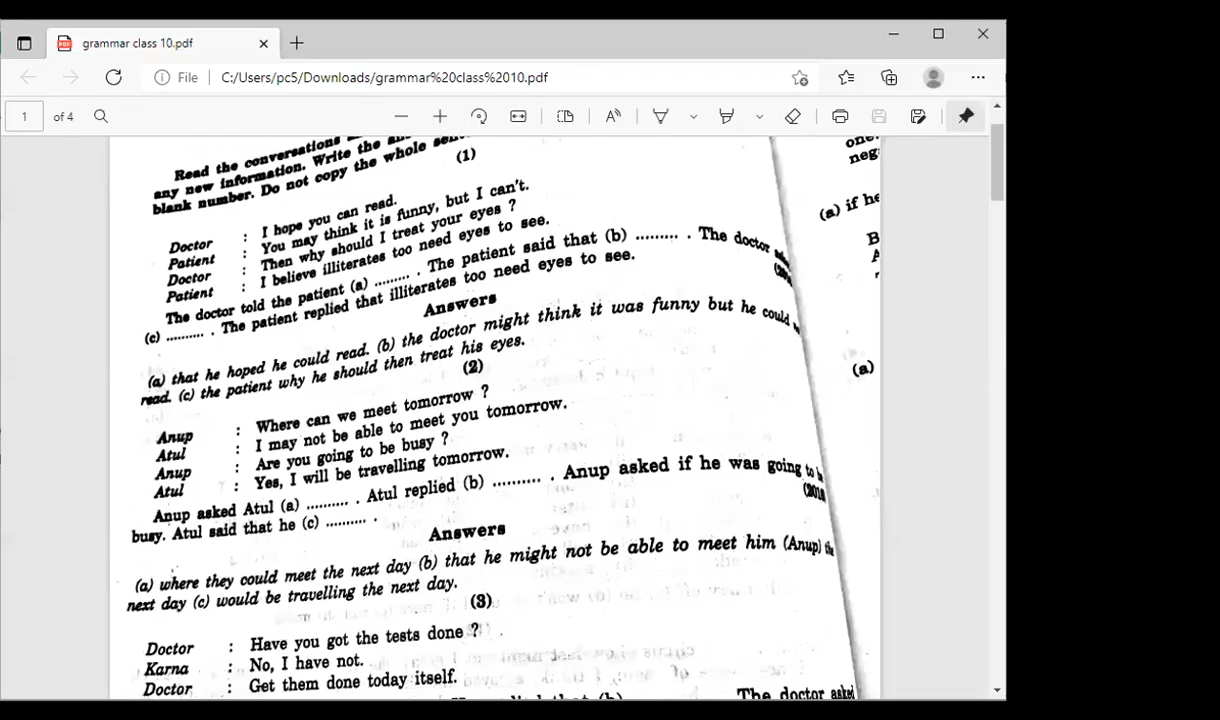 grammar class 10.pdf
File C:/Users/pc5/Downloads/grammar%20class%2010.pdf
1 of 4
Read the conversations
any new information. Write the
blank number. Do not copy the whole
(1)
Doctor : I hope you can read.
Patient : You may think it is funny, but I can't.
Doctor : Then why should I treat your eyes ?
Patient : I believe illiterates too need eyes to see.
The doctor told the patient (a) ......... . The patient said that (b) ......... . The doctor
(c) .......... . The patient replied that illiterates too need eyes to see.
Answers
(a) that he hoped he could read. (b) the doctor might think it was funny but he could
read. (c) the patient why he should then treat his eyes.
(2)
Anup : Where can we meet tomorrow ?
Atul : I may not be able to meet you tomorrow.
Anup : Are you going to be busy ?
Atul : Yes, I will be travelling tomorrow.
Anup asked Atul (a) .......... . Atul replied (b) ........... . Anup asked if he was going to
busy. Atul said that he (c) .......... .
Answers
(a) where they could meet the next day (b) that he might not be able to meet him (Anup) the
next day (c) would be travelling the next day.
(3)
Doctor : Have you got the tests done ?
Karna : No, I have not.
Doctor : Get them done today itself.
that (b) The doctor asked
one.
neg
(a) if he
(a)